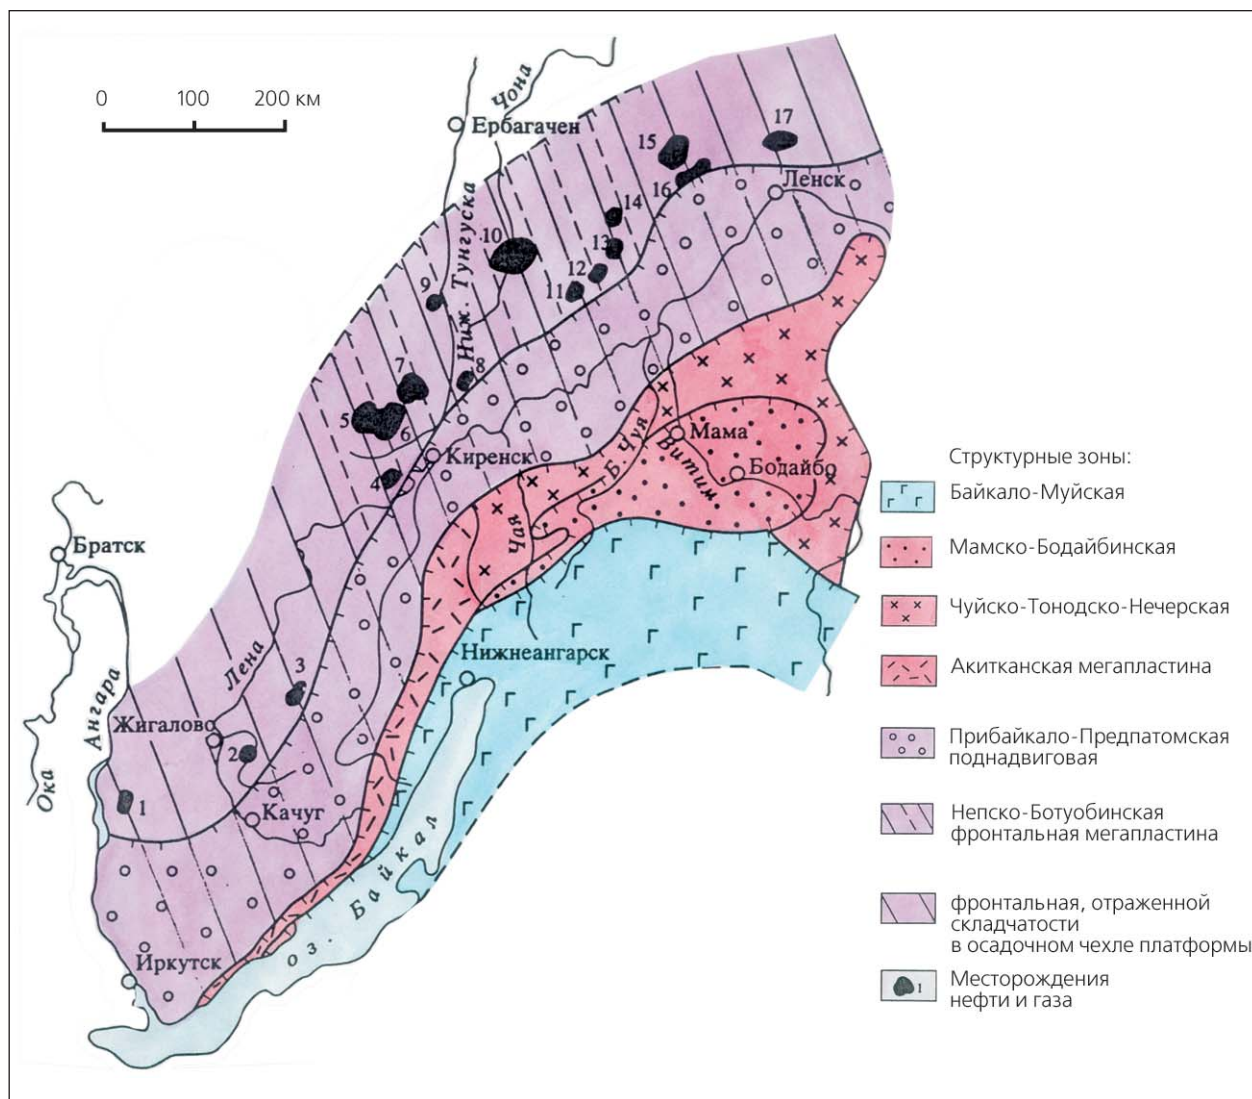 0 100 200 км
Чона
Ербагачен
17
15
16
Ленск
14
13
12
11
10
Ниж. Тунгуска
9
8
7
5
6
4
Киренск
Мама
Витим
Бодайбо
Б. Чуя
Чая
Братск
Ангара
Ока
Лена
3
Нижнеангарск
Жигалово
2
1
Качуг
оз. Байкал
Иркутск
Структурные зоны:
Байкало-Муйская
Мамско-Бодайбинская
Чуйско-Тонодско-Нечерская
Акитканская мегапластина
Прибайкало-Предпатомская
поднадвиговая
Непско-Ботуобинская
фронтальная мегапластина
фронтальная, отраженной
складчатости
в осадочном чехле платформы
1
Месторождения
нефти и газа